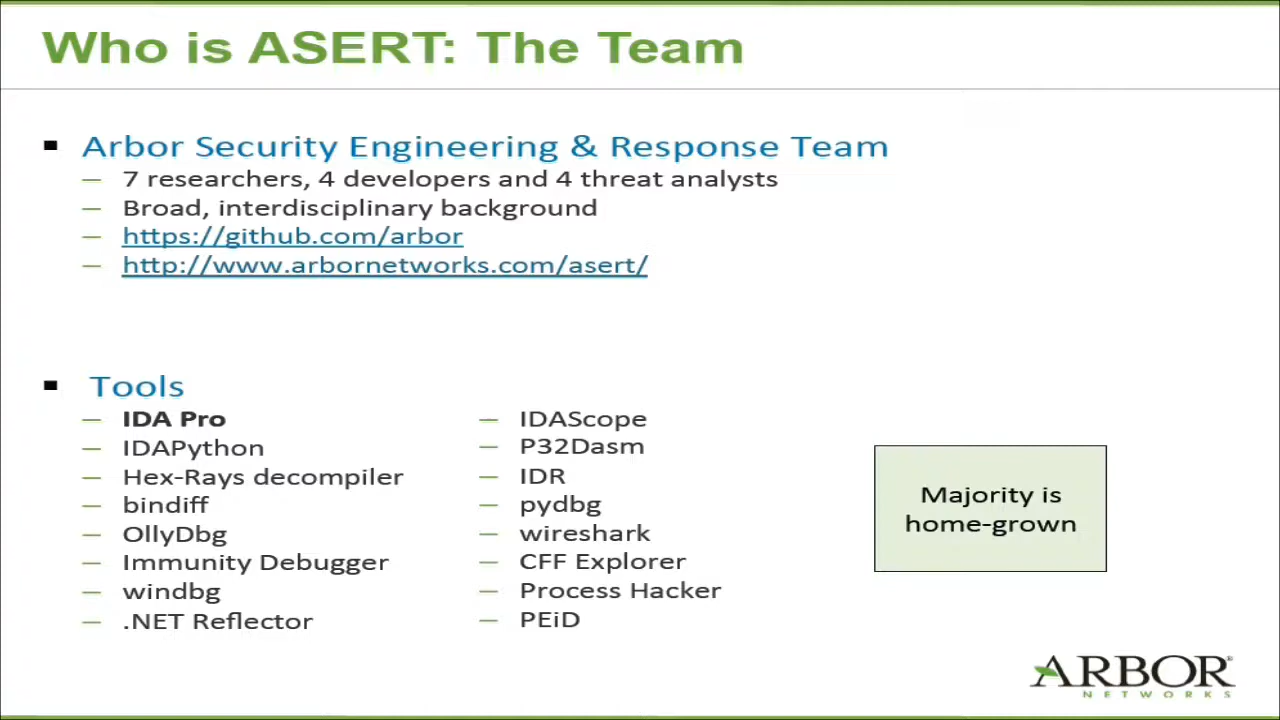 Who is ASERT: The Team
Arbor Security Engineering & Response Team
7 researchers, 4 developers and 4 threat analysts
Broad, interdisciplinary background
https://github.com/arbor
http://www.arbornetworks.com/asert/
Tools
IDA Pro
IDAPython
Hex-Rays decompiler
bindiff
OllyDbg
Immunity Debugger
windbg
.NET Reflector
IDAScope
P32Dasm
IDR
pydbg
wireshark
CFF Explorer
Process Hacker
PEiD
Majority is
home-grown
ARBOR®
NETWORKS